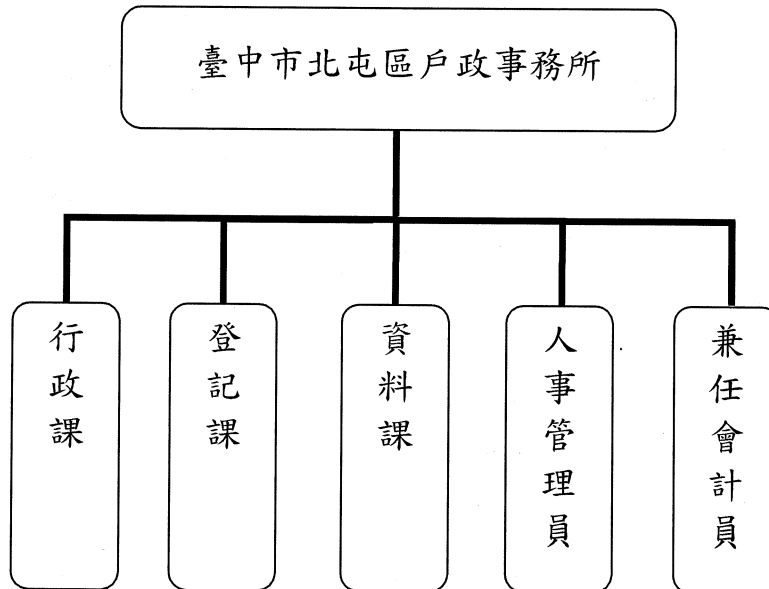 臺中市北屯區戶政事務所
行政課
登記課
資料課
人事管理員
兼任會計員